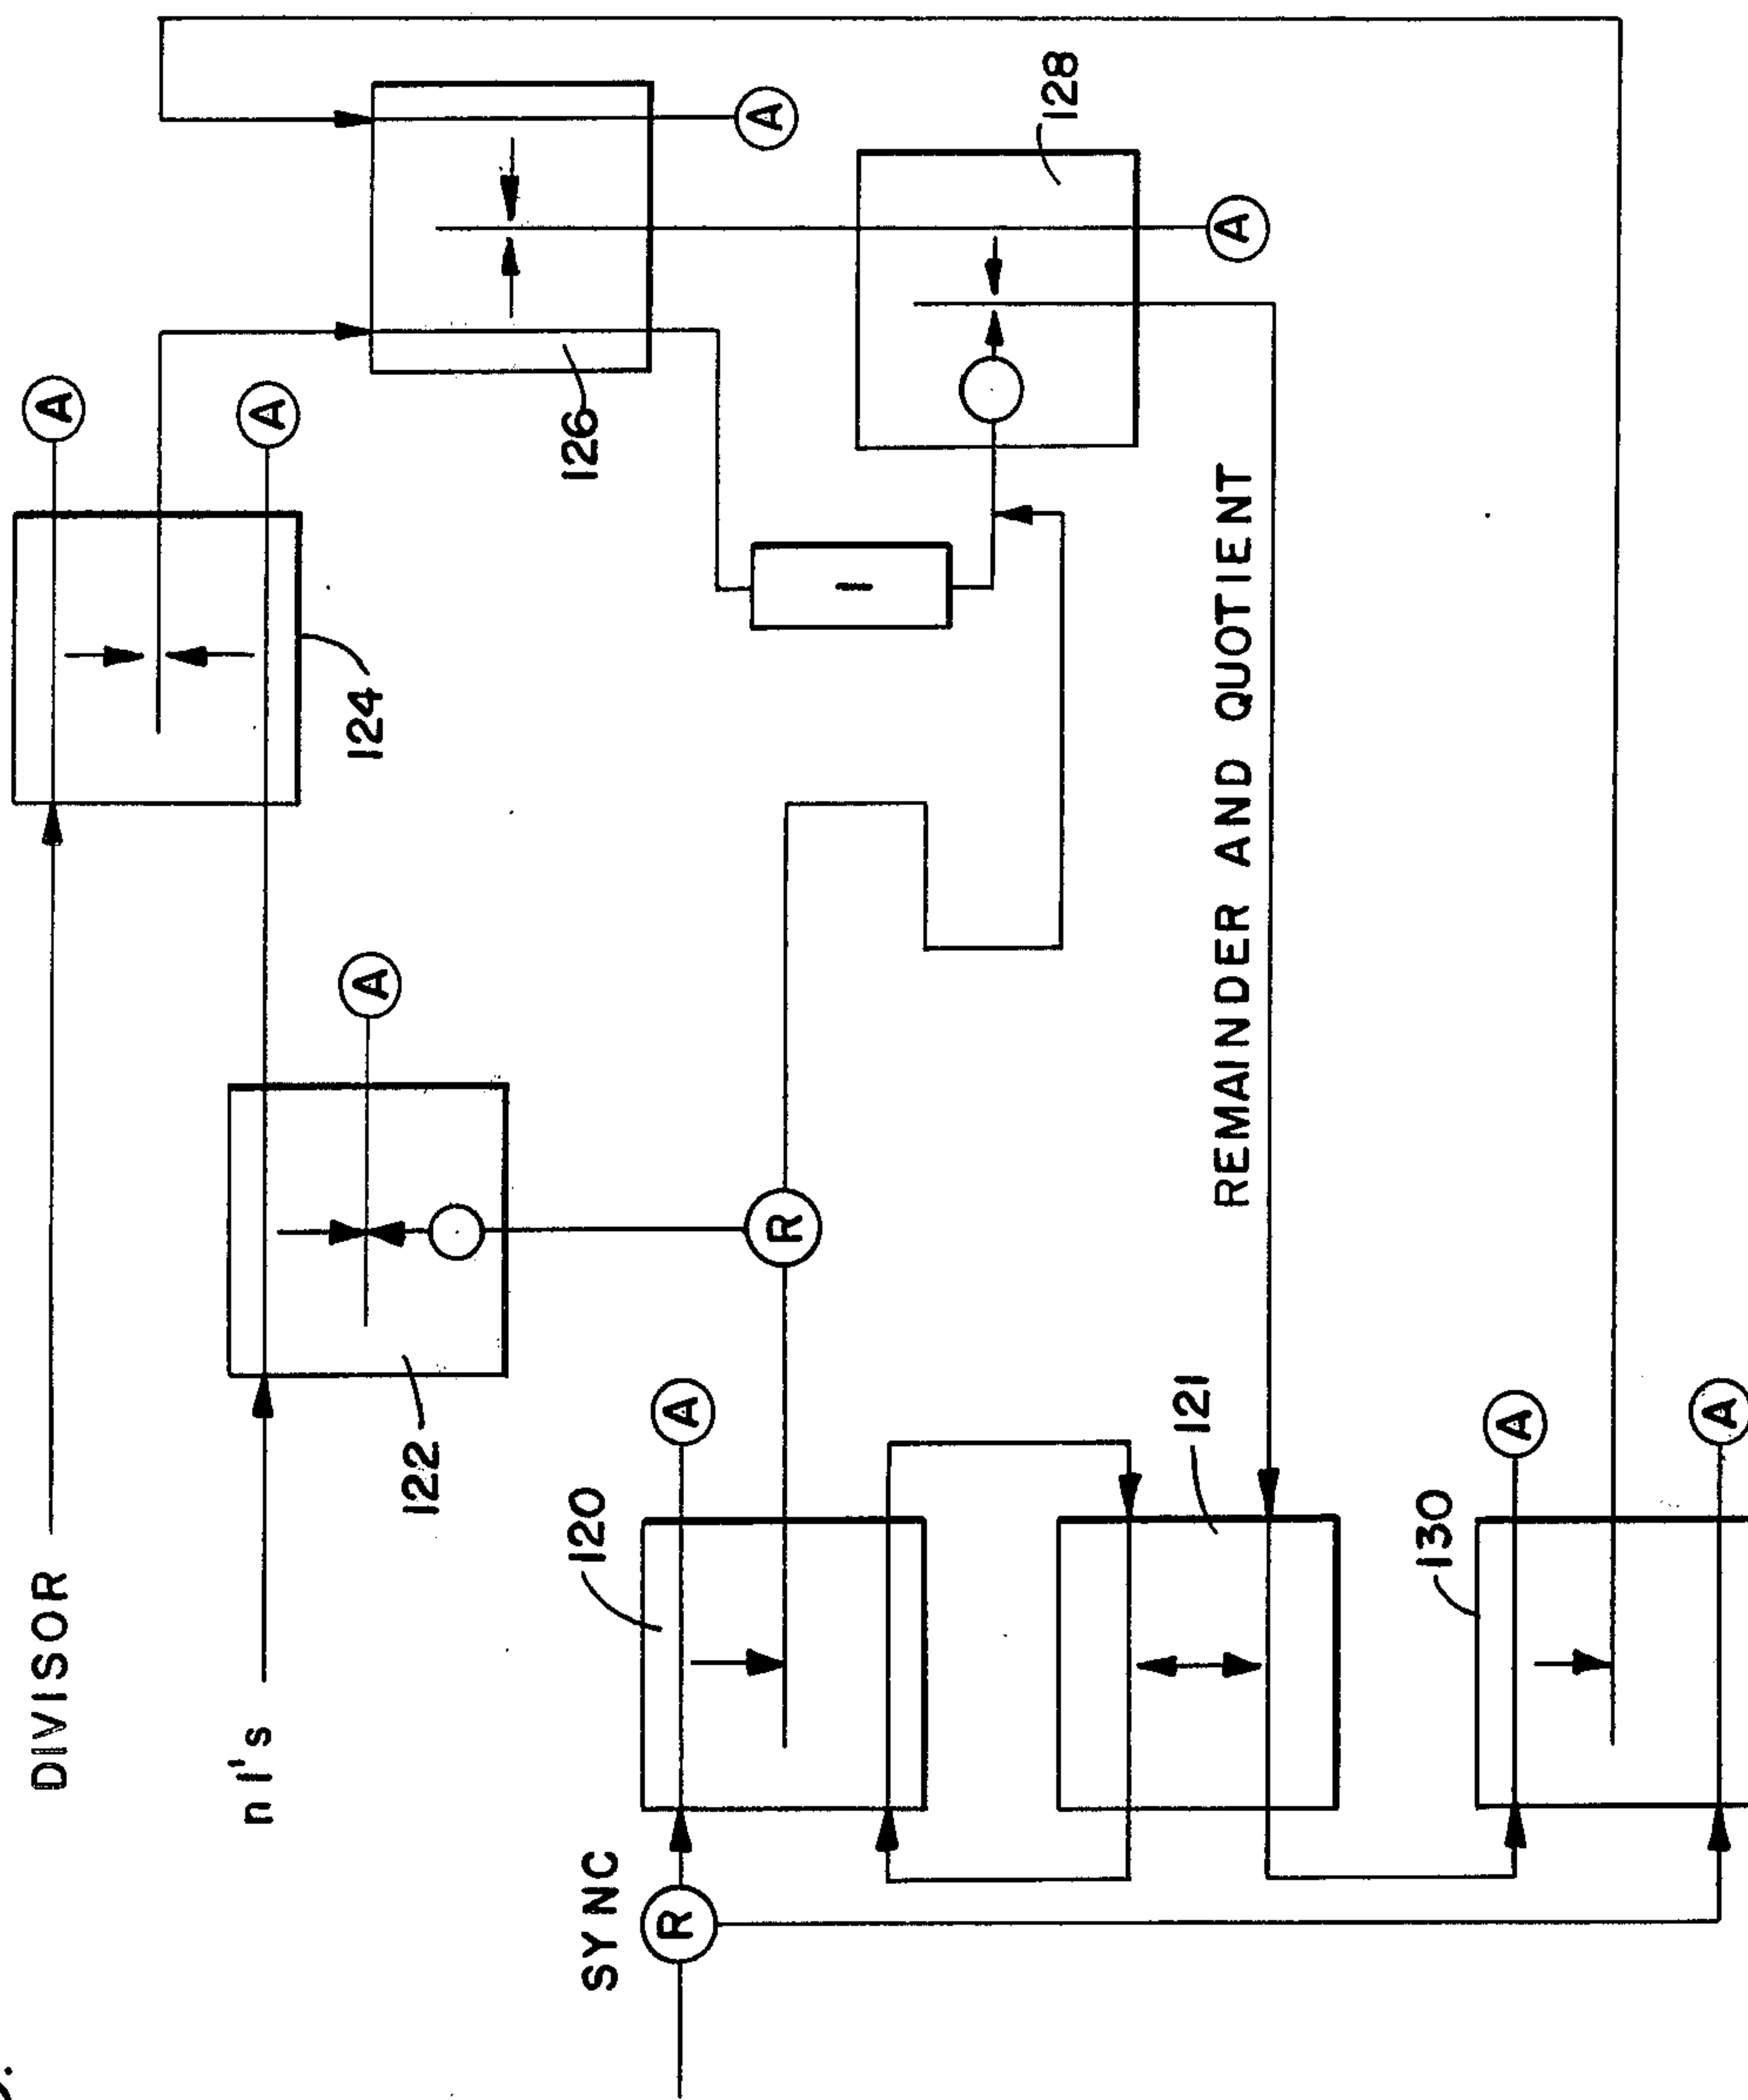 DIVISOR
n 1's
SYNC
REMAINDER AND QUOTIENT
120
121
122
124
126
128
130
R
R
A
A
A
A
A
A
A
A
–